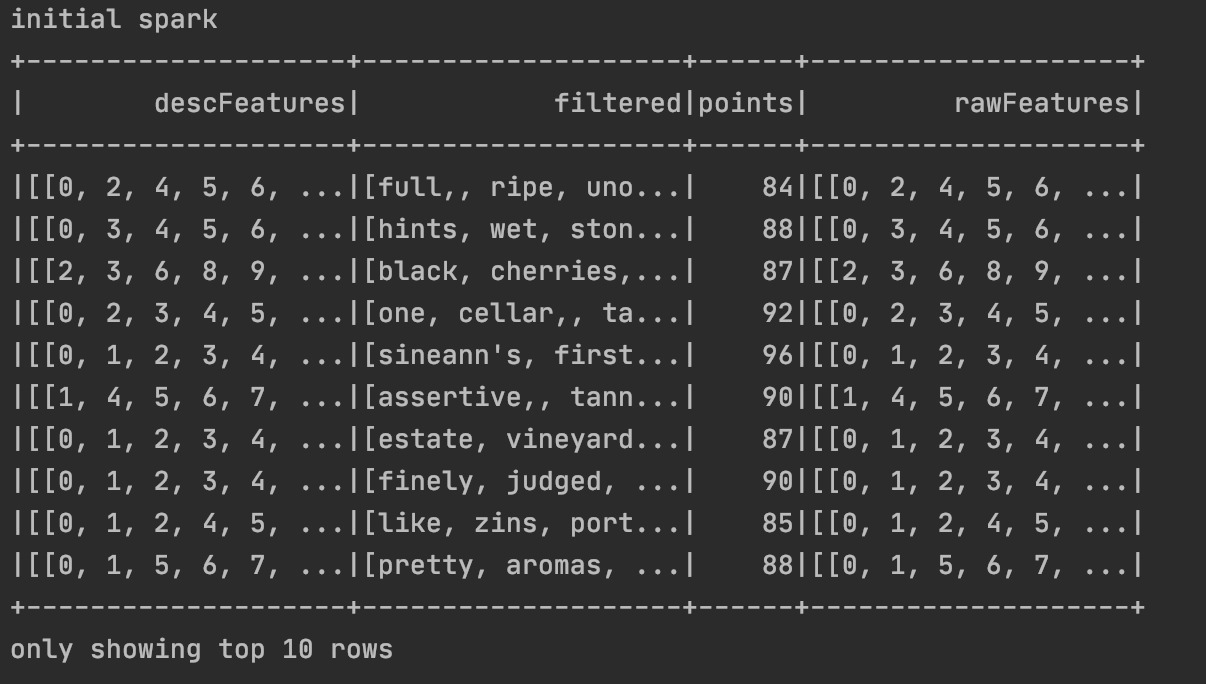 initial spark
+--------------------+--------------------+------+--------------------+
|        descFeatures|            filtered|points|         rawFeatures|
+--------------------+--------------------+------+--------------------+
|[[0, 2, 4, 5, 6, ...|[full,, ripe, uno...|    84|[[0, 2, 4, 5, 6, ...|
|[[0, 3, 4, 5, 6, ...|[hints, wet, ston...|    88|[[0, 3, 4, 5, 6, ...|
|[[2, 3, 6, 8, 9, ...|[black, cherries,...|    87|[[2, 3, 6, 8, 9, ...|
|[[0, 2, 3, 4, 5, ...|[one, cellar,, ta...|    92|[[0, 2, 3, 4, 5, ...|
|[[0, 1, 2, 3, 4, ...|[sineann's, first...|    96|[[0, 1, 2, 3, 4, ...|
|[[1, 4, 5, 6, 7, ...|[assertive,, tann...|    90|[[1, 4, 5, 6, 7, ...|
|[[0, 1, 2, 3, 4, ...|[estate, vineyard...|    87|[[0, 1, 2, 3, 4, ...|
|[[0, 1, 2, 3, 4, ...|[finely, judged, ...|    90|[[0, 1, 2, 3, 4, ...|
|[[0, 1, 2, 4, 5, ...|[like, zins, port...|    85|[[0, 1, 2, 4, 5, ...|
|[[0, 1, 5, 6, 7, ...|[pretty, aromas, ...|    88|[[0, 1, 5, 6, 7, ...|
+--------------------+--------------------+------+--------------------+
only showing top 10 rows